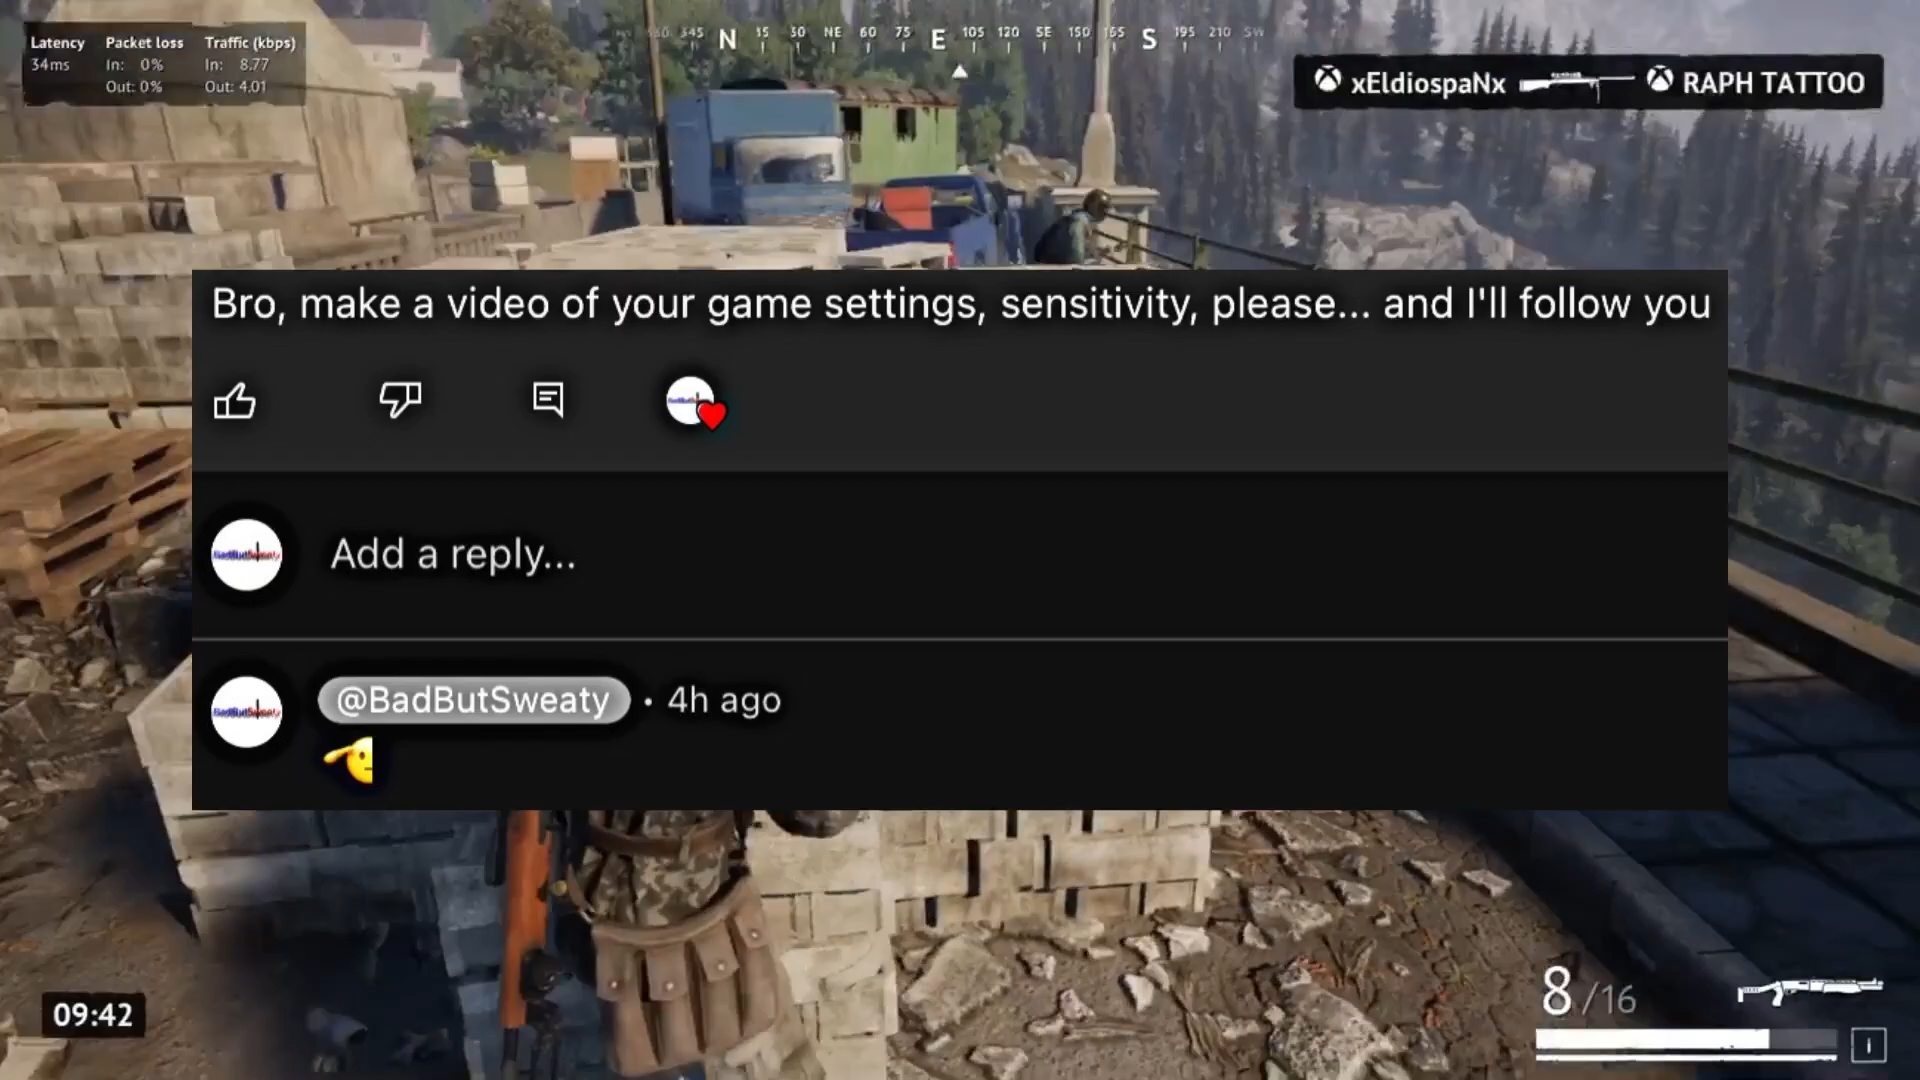 Latency Packet loss Traffic (kbps)
34ms In: 0% In: 8.77
Out: 0% Out: 4.01
345 N 15 30 NE 60 75 E 105 120 SE 150 165 S 195 210 SW
xEldiospaNx RAPH TATTOO
Bro, make a video of your game settings, sensitivity, please... and I'll follow you
BadButSweaty
Add a reply...
BadButSweaty
@BadButSweaty • 4h ago
09:42
8/16